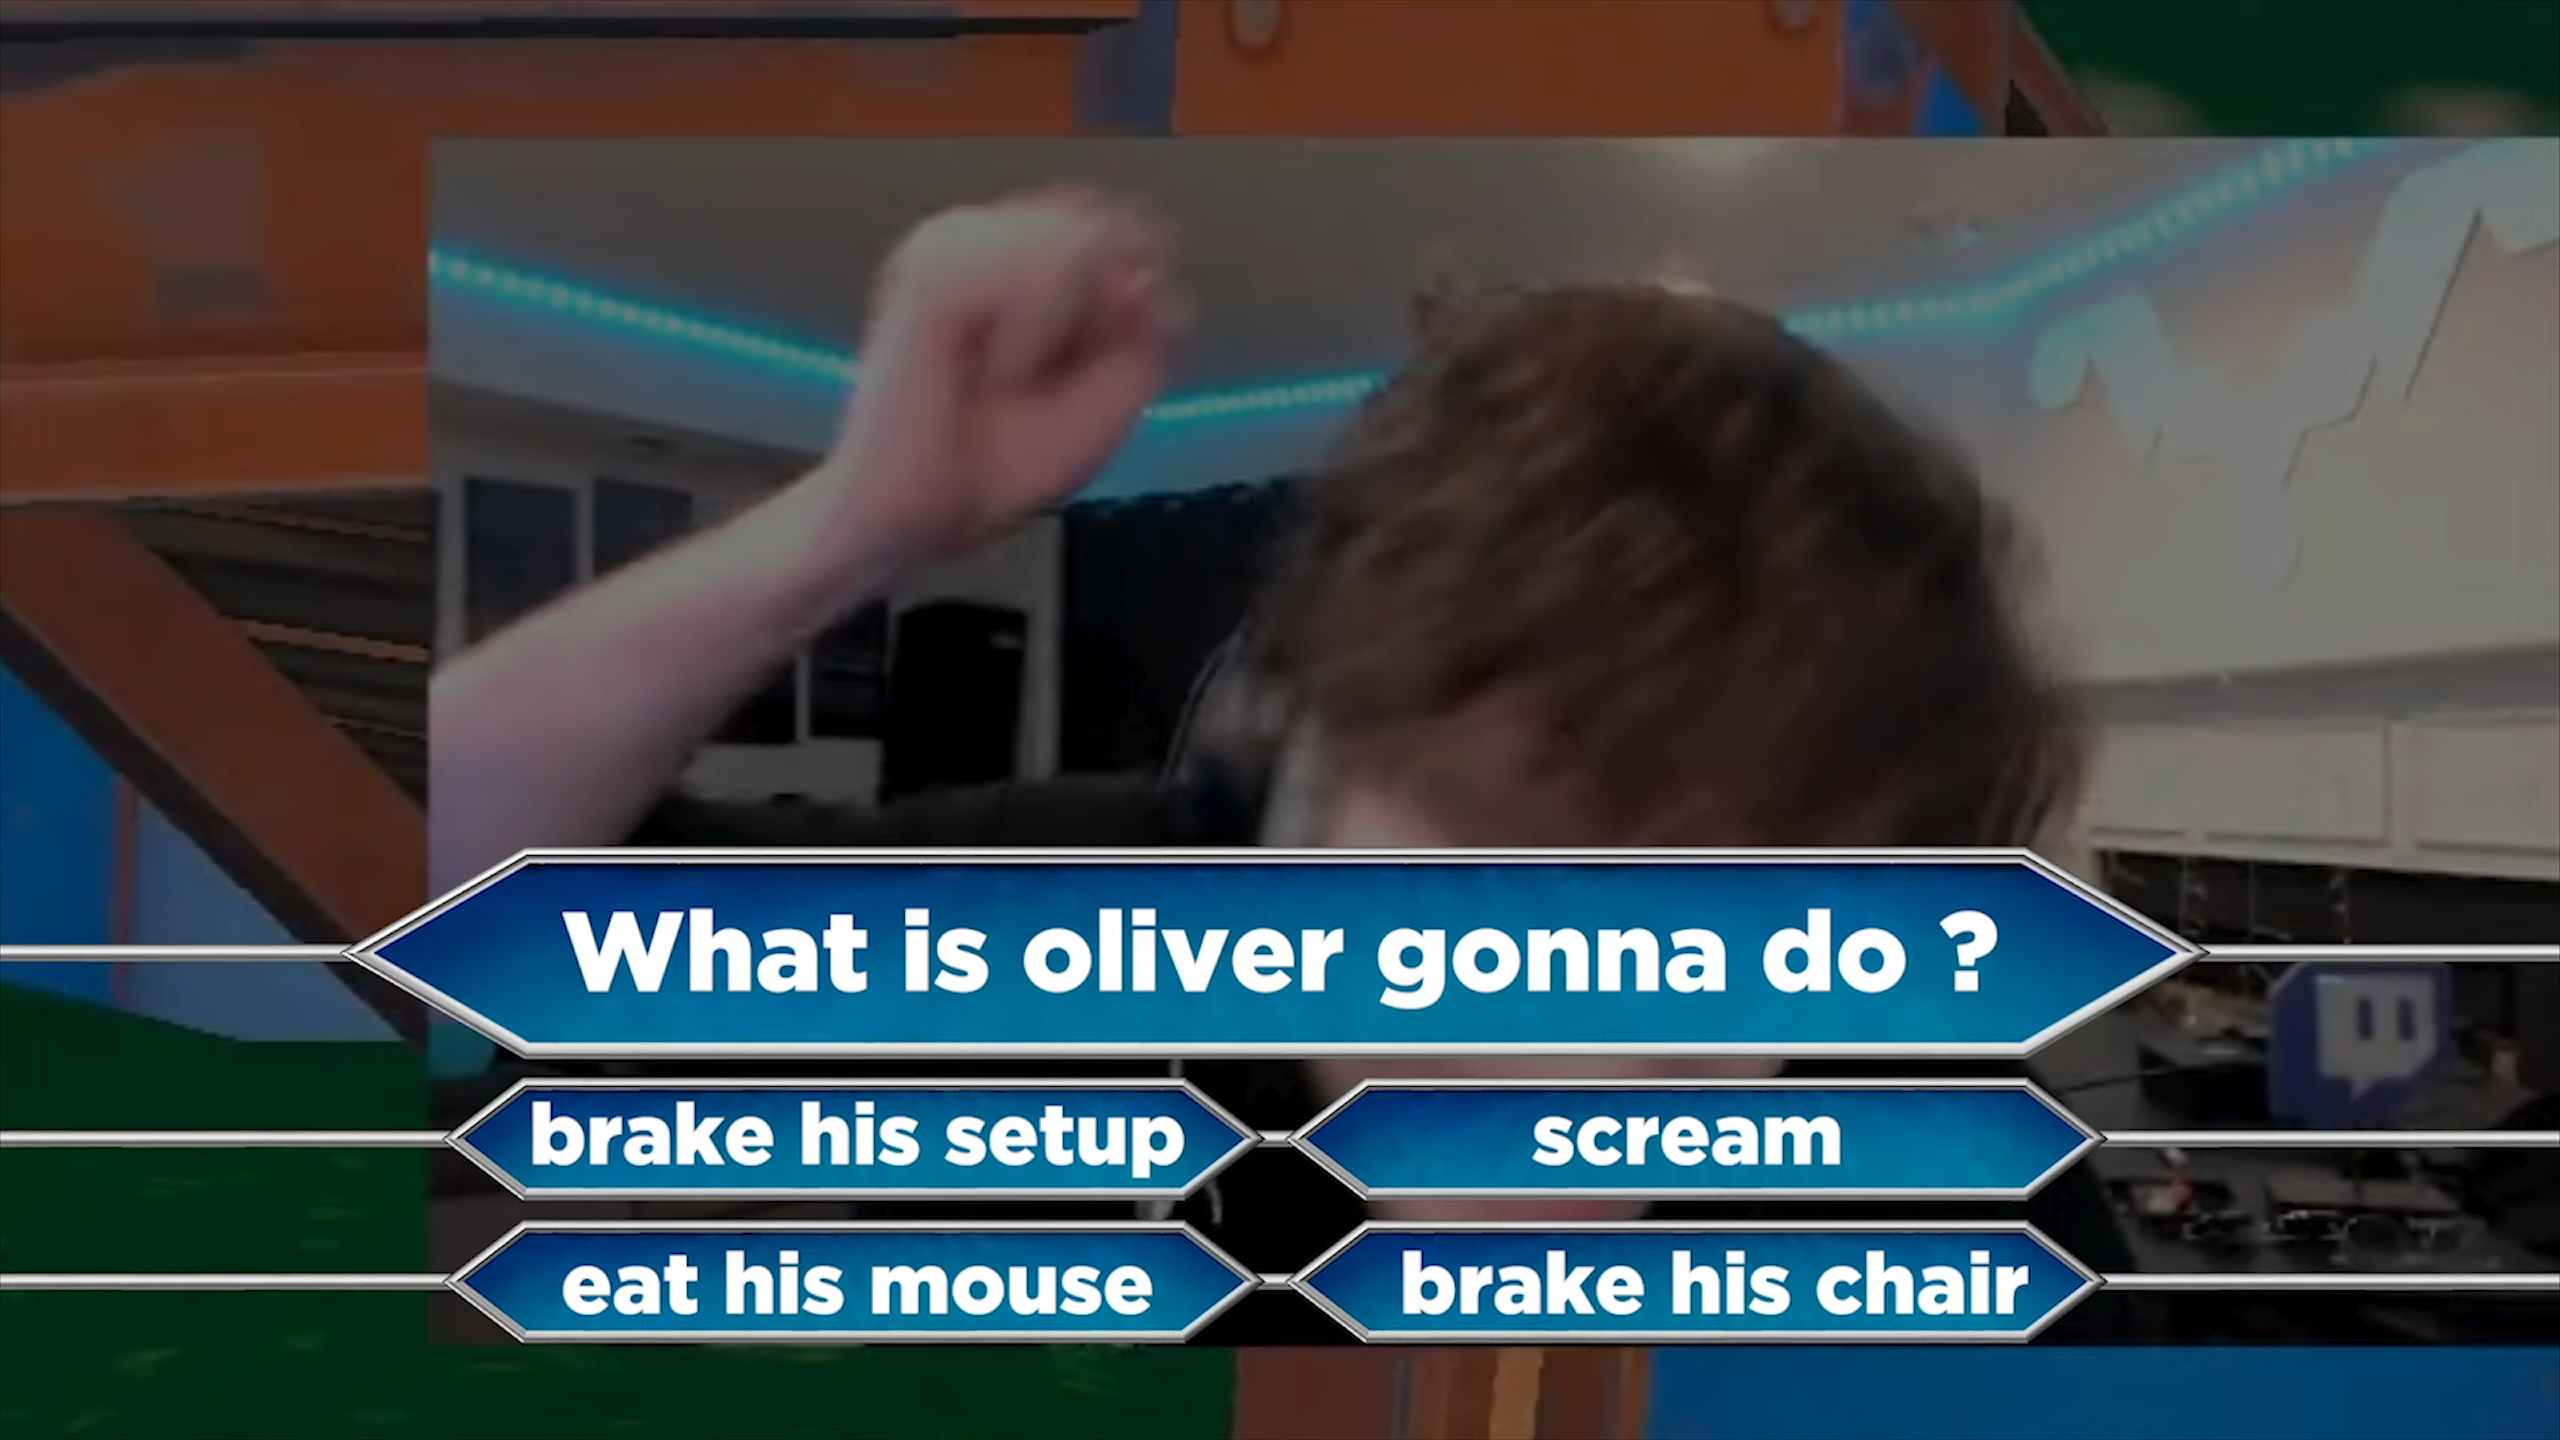 What is oliver gonna do ?
brake his setup
scream
eat his mouse
brake his chair